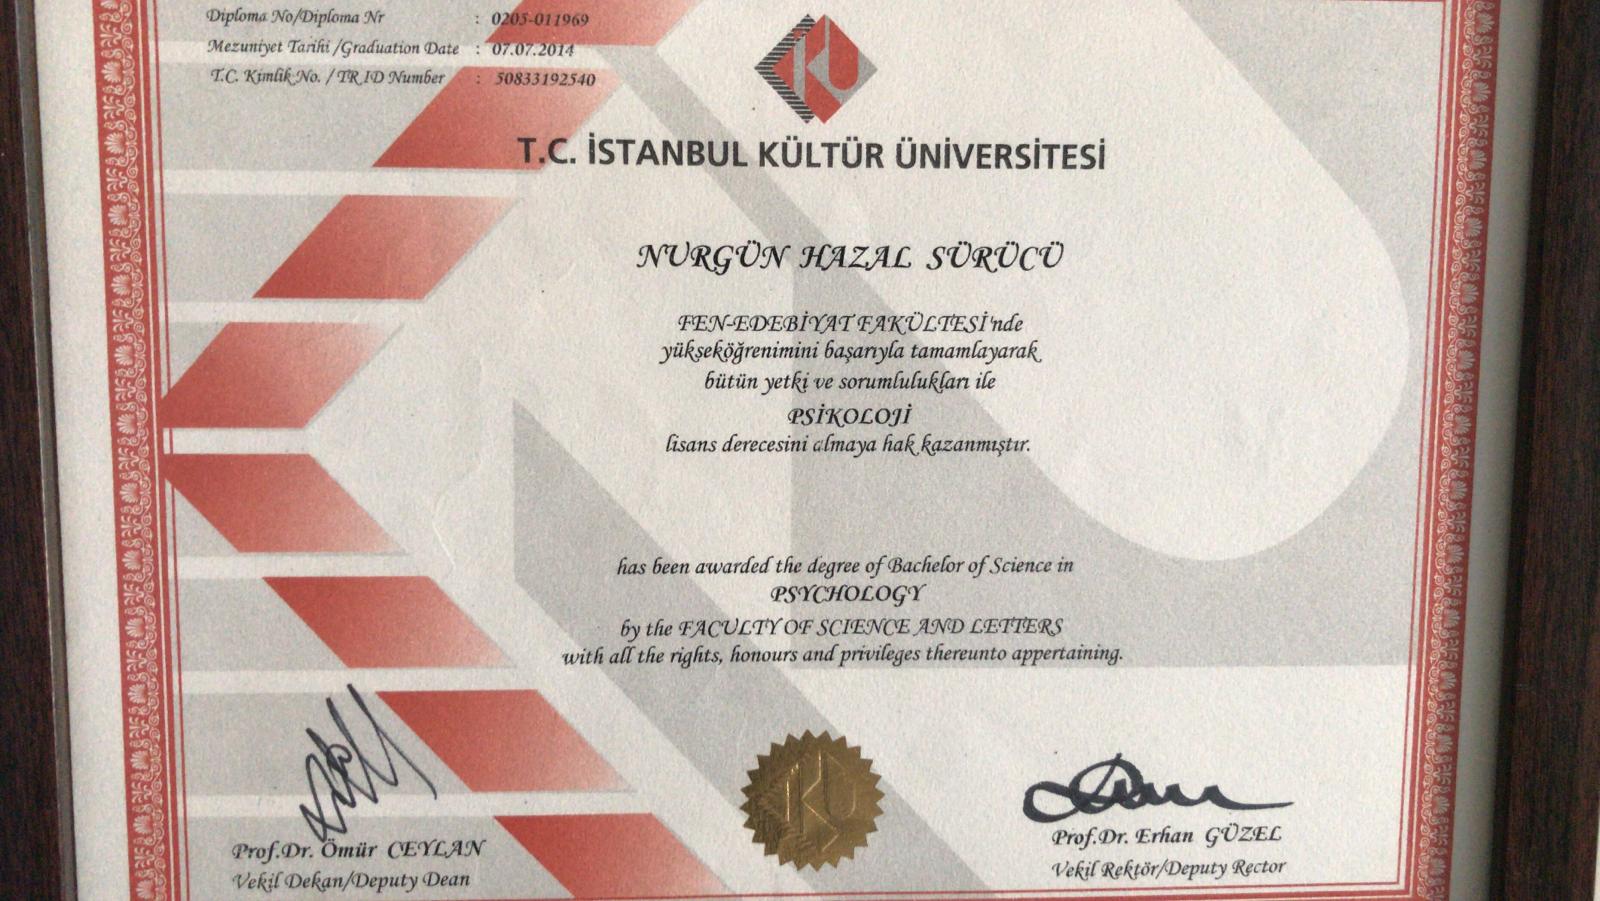 Diploma No/Diploma Nr : 0205-011969
Mezuniyet Tarihi /Graduation Date : 07.07.2014
T.C. Kimlik No. / TR ID Number : 50833192540
T.C. İSTANBUL KÜLTÜR ÜNİVERSİTESİ
NURGÜN HAZAL SÜRÜCÜ
FEN-EDEBİYAT FAKÜLTESİ'nde
yükseköğrenimini başarıyla tamamlayarak
bütün yetki ve sorumlulukları ile
PSİKOLOJİ
lisans derecesini almaya hak kazanmıştır.
has been awarded the degree of Bachelor of Science in
PSYCHOLOGY
by the FACULTY OF SCIENCE AND LETTERS
with all the rights, honours and privileges thereunto appertaining.
Prof.Dr. Ömür CEYLAN
Vekil Dekan/Deputy Dean
Prof.Dr. Erhan GÜZEL
Vekil Rektör/Deputy Rector